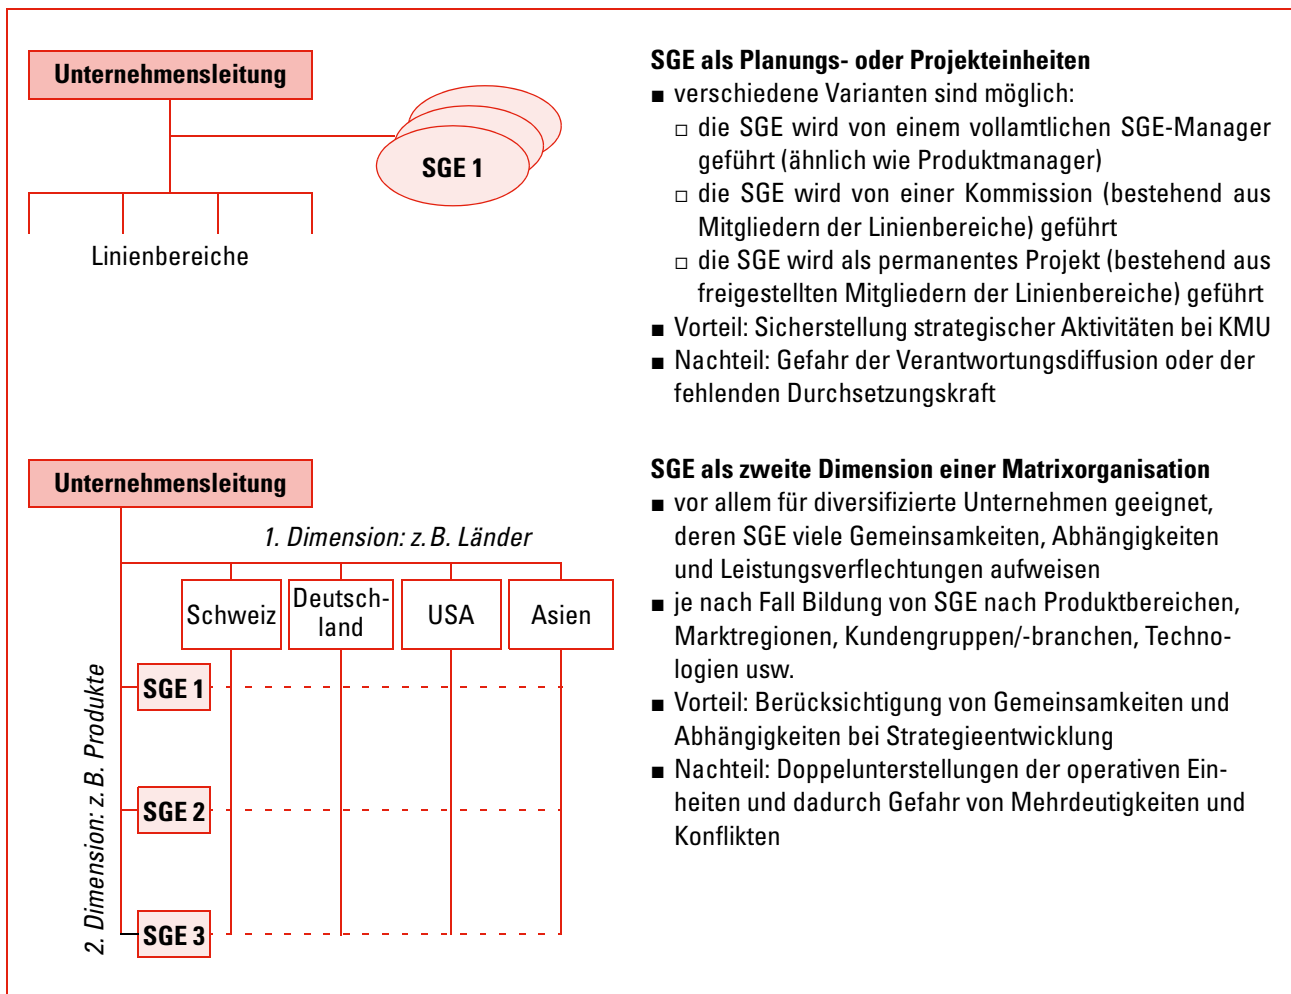 Unternehmensleitung
SGE 1
Linienbereiche
SGE als Planungs- oder Projekteinheiten
■ verschiedene Varianten sind möglich:
□ die SGE wird von einem vollamtlichen SGE-Manager
geführt (ähnlich wie Produktmanager)
□ die SGE wird von einer Kommission (bestehend aus
Mitgliedern der Linienbereiche) geführt
□ die SGE wird als permanentes Projekt (bestehend aus
freigestellten Mitgliedern der Linienbereiche) geführt
■ Vorteil: Sicherstellung strategischer Aktivitäten bei KMU
■ Nachteil: Gefahr der Verantwortungsdiffusion oder der
fehlenden Durchsetzungskraft
Unternehmensleitung
1. Dimension: z. B. Länder
Schweiz
Deutsch-
land
USA
Asien
2. Dimension: z. B. Produkte
SGE 1
SGE 2
SGE 3
SGE als zweite Dimension einer Matrixorganisation
■ vor allem für diversifizierte Unternehmen geeignet,
deren SGE viele Gemeinsamkeiten, Abhängigkeiten
und Leistungsverflechtungen aufweisen
■ je nach Fall Bildung von SGE nach Produktbereichen,
Marktregionen, Kundengruppen/-branchen, Techno-
logien usw.
■ Vorteil: Berücksichtigung von Gemeinsamkeiten und
Abhängigkeiten bei Strategieentwicklung
■ Nachteil: Doppelunterstellungen der operativen Ein-
heiten und dadurch Gefahr von Mehrdeutigkeiten und
Konflikten